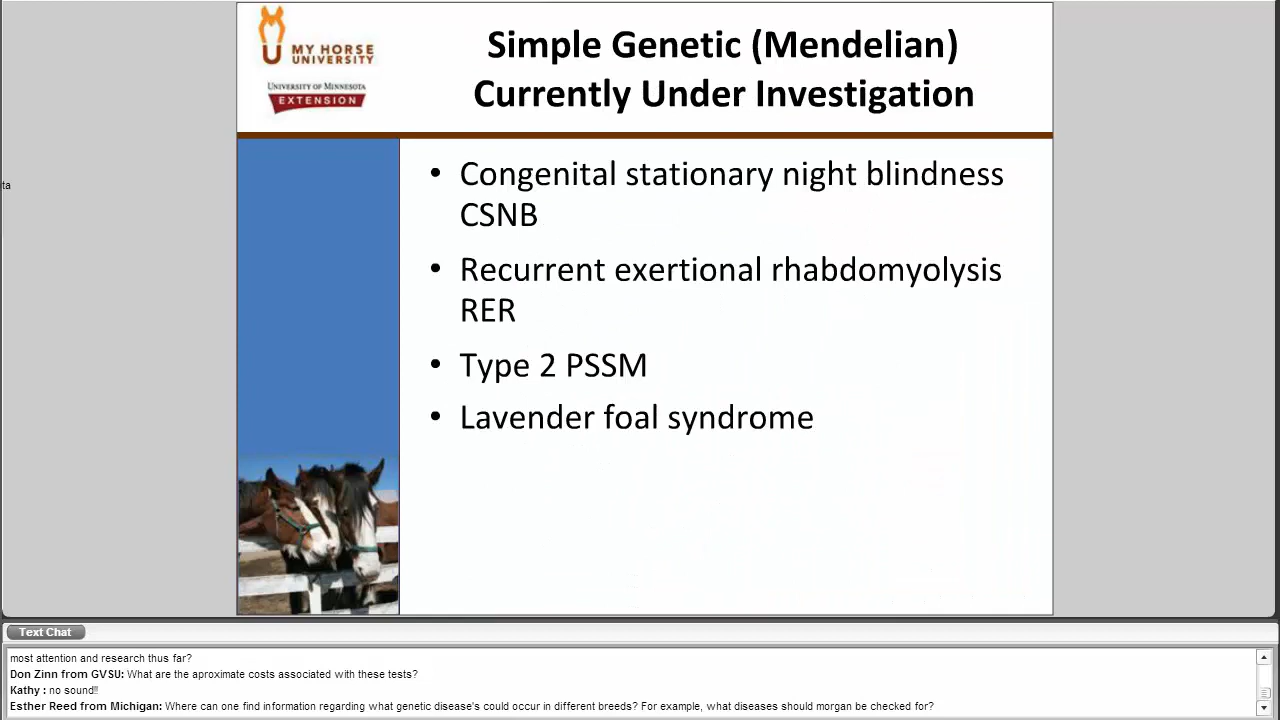 MY HORSE
UNIVERSITY
UNIVERSITY OF MINNESOTA
EXTENSION
Simple Genetic (Mendelian)
Currently Under Investigation
ta
• Congenital stationary night blindness
CSNB
• Recurrent exertional rhabdomyolysis
RER
• Type 2 PSSM
• Lavender foal syndrome
Text Chat
most attention and research thus far?
Don Zinn from GVSU: What are the aproximate costs associated with these tests?
Kathy : no sound!!
Esther Reed from Michigan: Where can one find information regarding what genetic disease's could occur in different breeds? For example, what diseases should morgan be checked for?